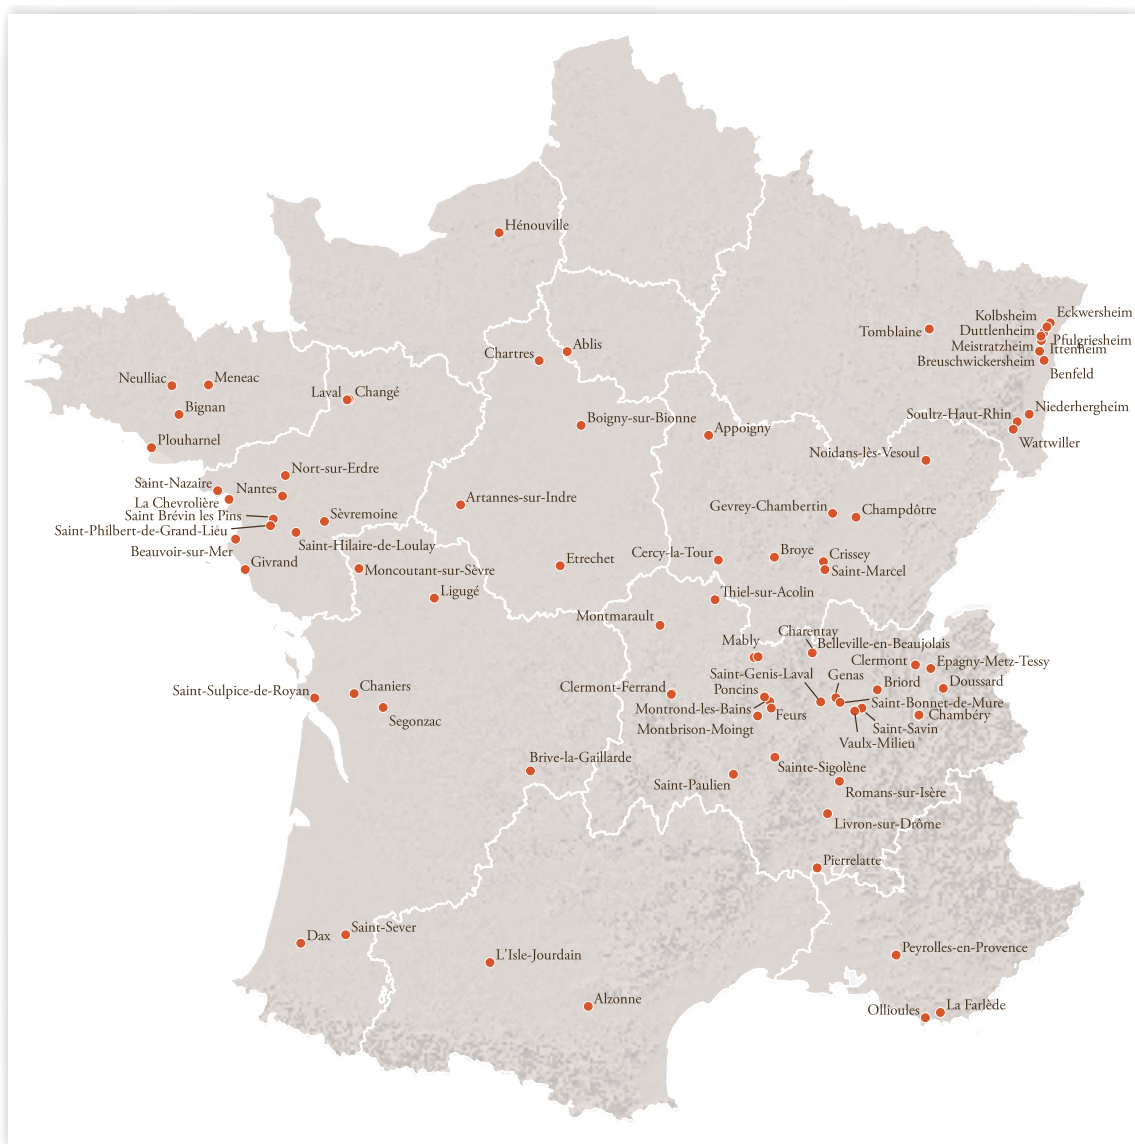 Hénouville
Kolbsheim
Eckwersheim
Duttlenheim
Tomblaine
Pfulgriesheim
Meistratzheim
Ittenheim
Breuschwickersheim
Benfeld
Chartres
Ablis
Neulliac
Meneac
Laval
Changé
Bignan
Niederhergheim
Soultz-Haut-Rhin
Boigny-sur-Bionne
Appoigny
Wattwiller
Plouharnel
Noidans-lès-Vesoul
Nort-sur-Erdre
Saint-Nazaire
Nantes
Artannes-sur-Indre
La Chevrolière
Gevrey-Chambertin
Champdôtre
Saint Brévin les Pins
Sèvremoine
Saint-Philbert-de-Grand-Lieu
Saint-Hilaire-de-Loulay
Beauvoir-sur-Mer
Cercy-la-Tour
Broye
Crissey
Etrechet
Givrand
Moncoutant-sur-Sèvre
Saint-Marcel
Ligugé
Thiel-sur-Acolin
Montmarault
Charentay
Mably
Belleville-en-Beaujolais
Clermont
Epagny-Metz-Tessy
Saint-Genis-Laval
Genas
Briord
Doussard
Saint-Sulpice-de-Royan
Chaniers
Clermont-Ferrand
Poncins
Saint-Bonnet-de-Mure
Montrond-les-Bains
Feurs
Chambéry
Segonzac
Montbrison-Moingt
Saint-Savin
Vaulx-Milieu
Brive-la-Gaillarde
Sainte-Sigolène
Saint-Paulien
Romans-sur-Isère
Livron-sur-Drôme
Pierrelatte
Saint-Sever
Dax
Peyrolles-en-Provence
L'Isle-Jourdain
Alzonne
La Farlède
Ollioules